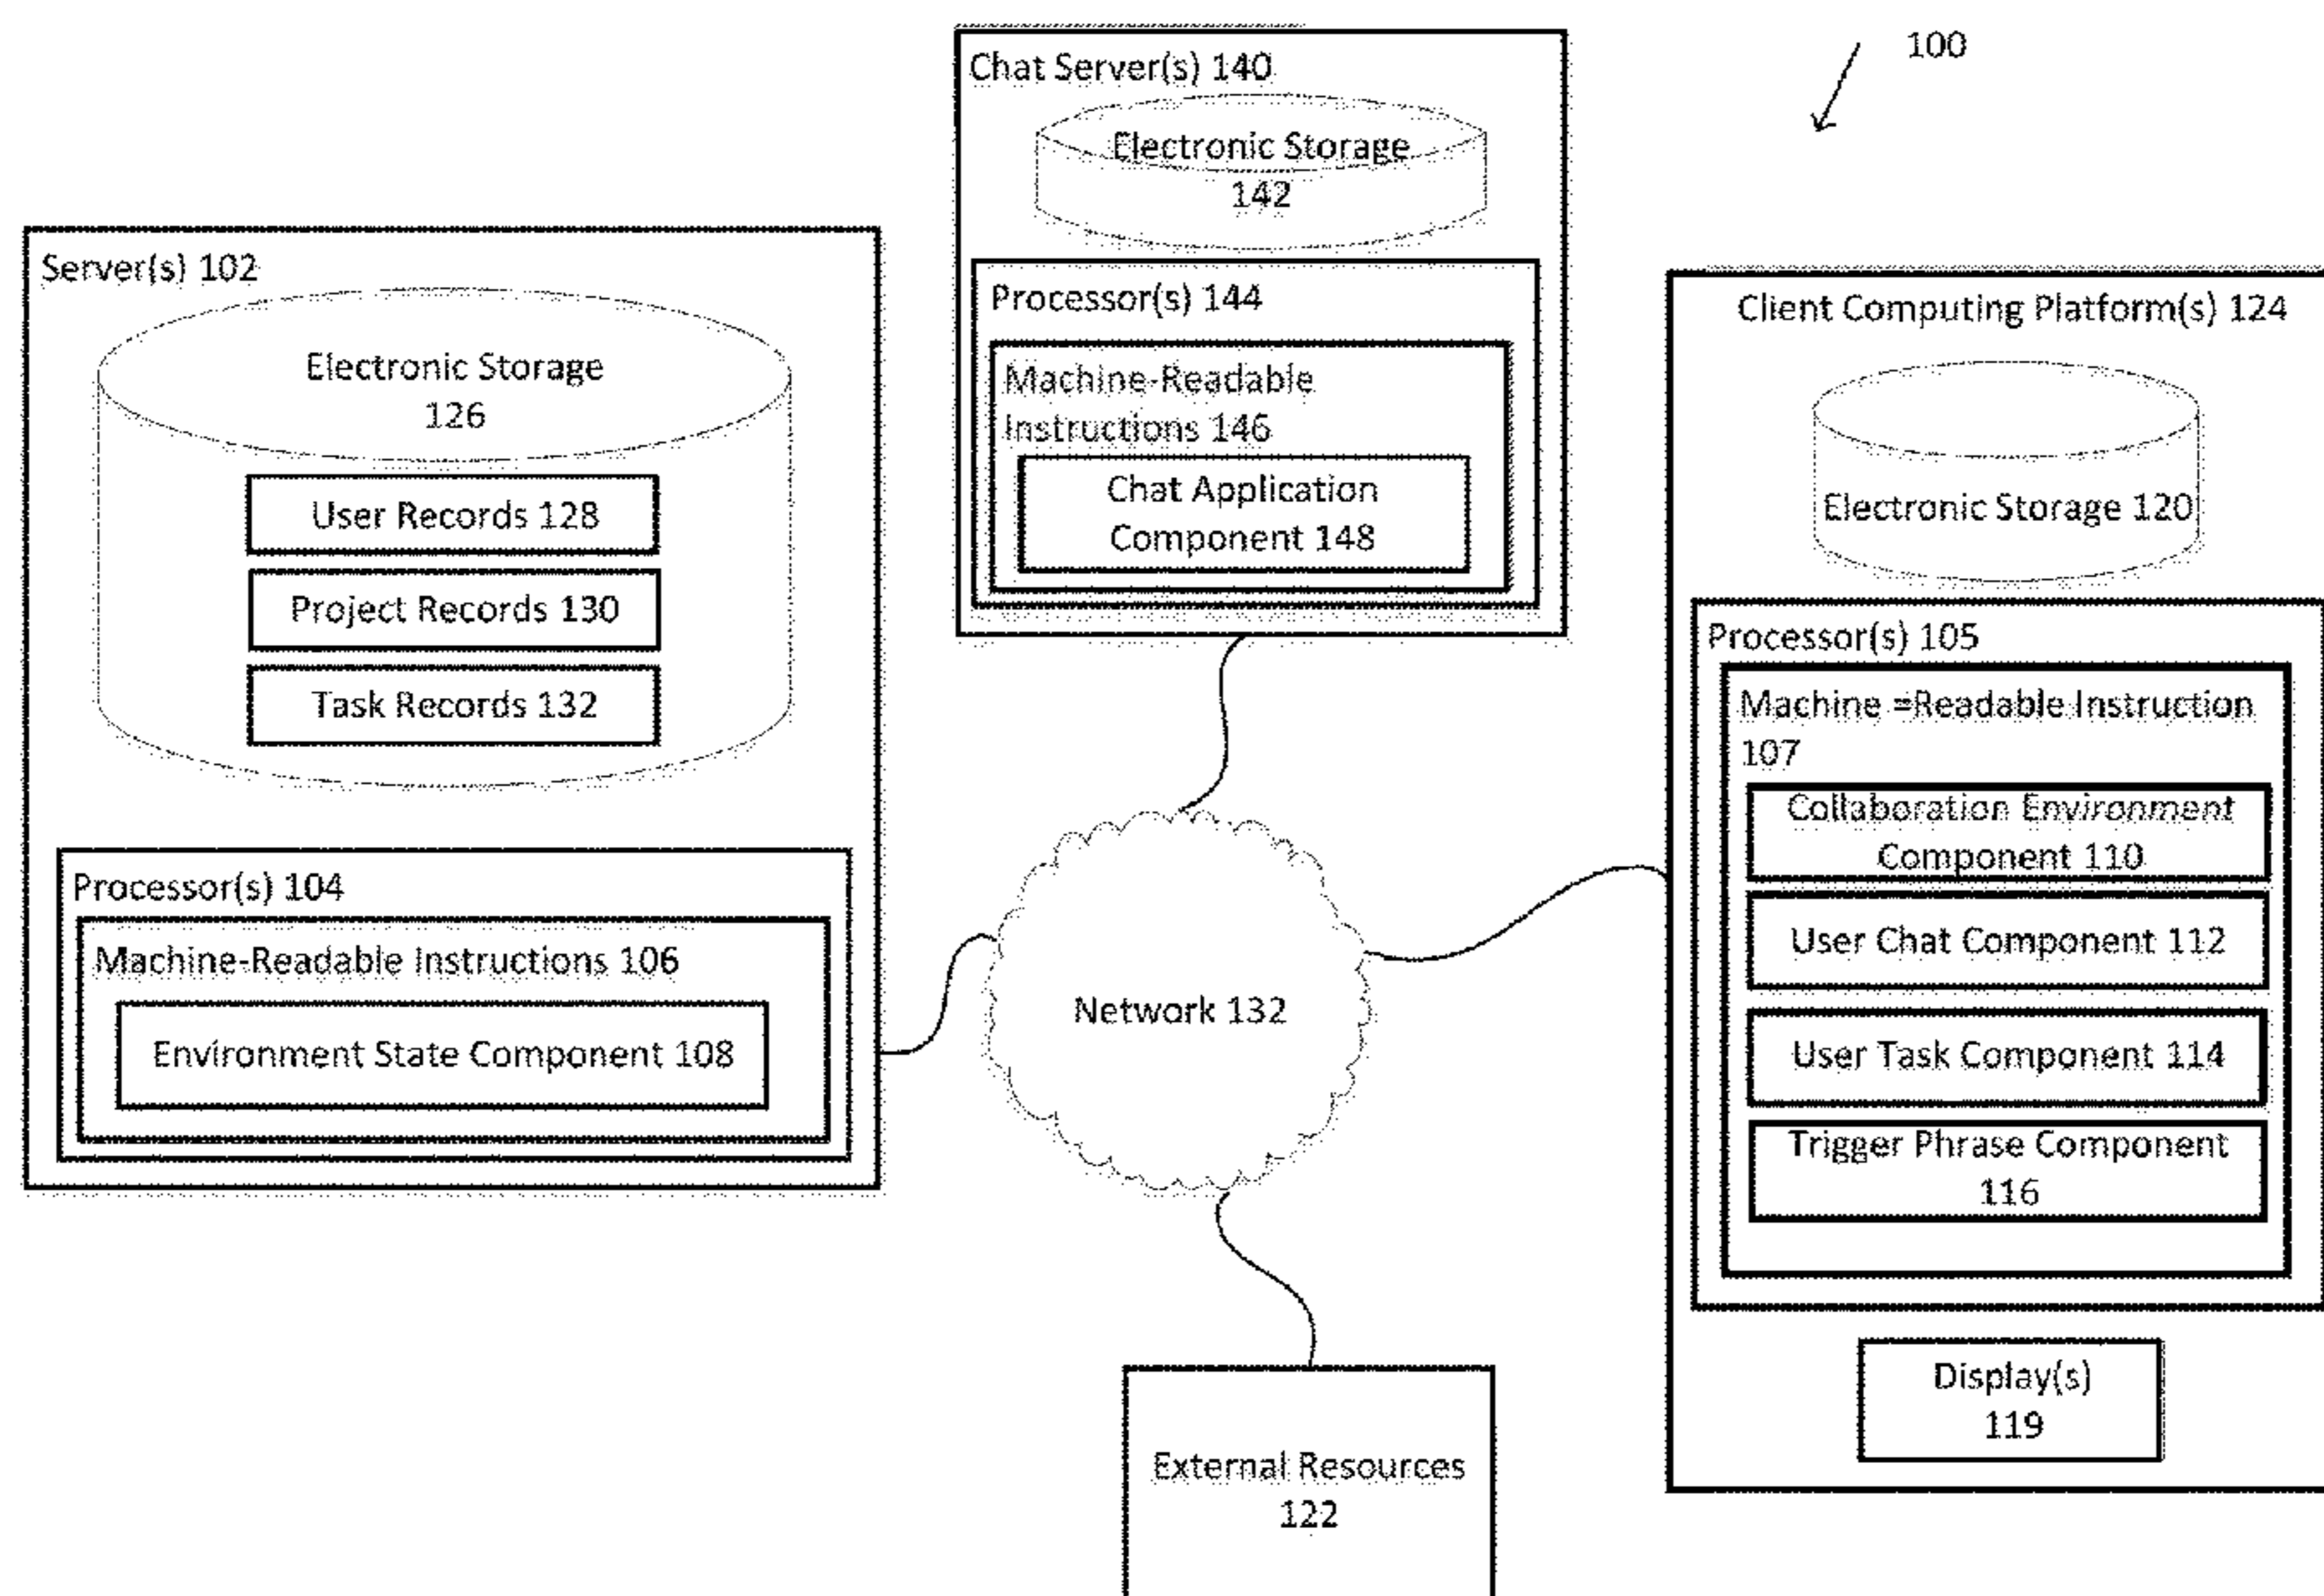 100
Chat Server(s) 140
Electronic Storage
142
Processor(s) 144
Machine-Readable
Instructions 146
Chat Application
Component 148
Server(s) 102
Electronic Storage
126
User Records 128
Project Records 130
Task Records 132
Processor(s) 104
Machine-Readable Instructions 106
Environment State Component 108
Network 132
External Resources
122
Client Computing Platform(s) 124
Electronic Storage 120
Processor(s) 105
Machine =Readable Instruction
107
Collaboration Environment
Component 110
User Chat Component 112
User Task Component 114
Trigger Phrase Component
116
Display(s)
119